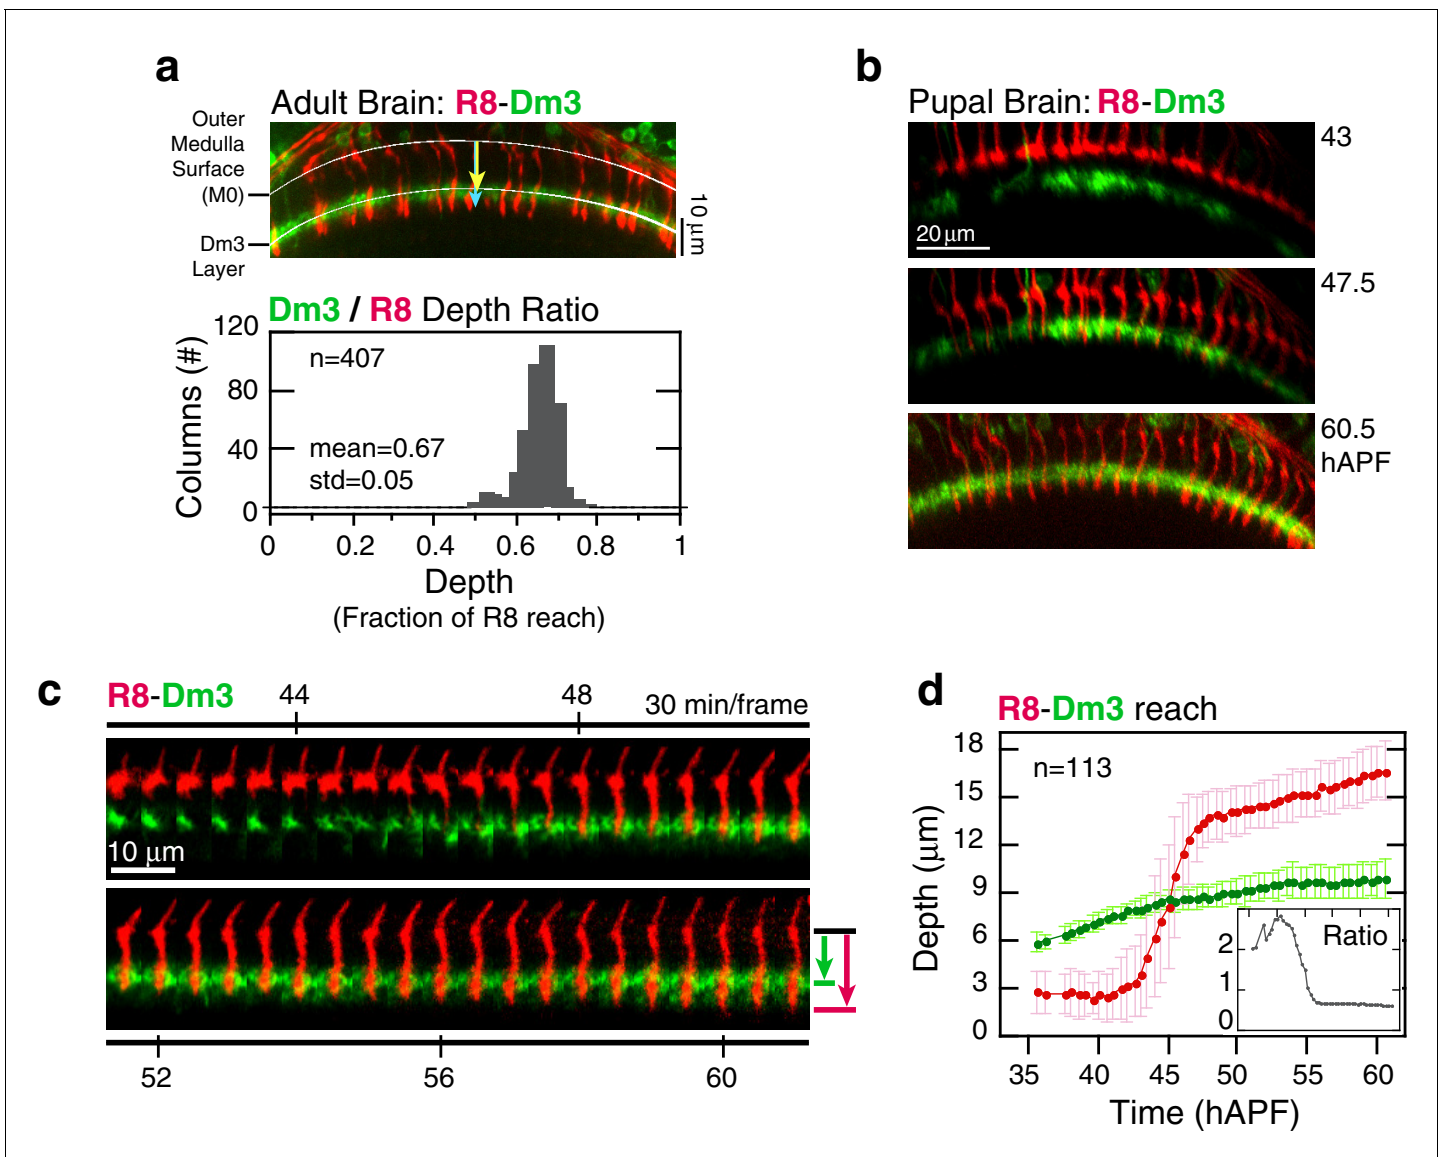 a
Adult Brain: R8-Dm3
Outer
Medulla
Surface
(M0)
Dm3
Layer
10 μm
Dm3 / R8 Depth Ratio
Columns (#)
120
80
40
0
n=407
mean=0.67
std=0.05
0 0.2 0.4 0.6 0.8 1
Depth
(Fraction of R8 reach)
b
Pupal Brain: R8-Dm3
43
20 μm
47.5
60.5
hAPF
c
R8-Dm3
44 48 30 min/frame
10 μm
52 56 60
d
R8-Dm3 reach
Depth (μm)
18
15
12
9
6
3
0
n=113
Ratio
2
1
0
35 40 45 50 55 60
Time (hAPF)